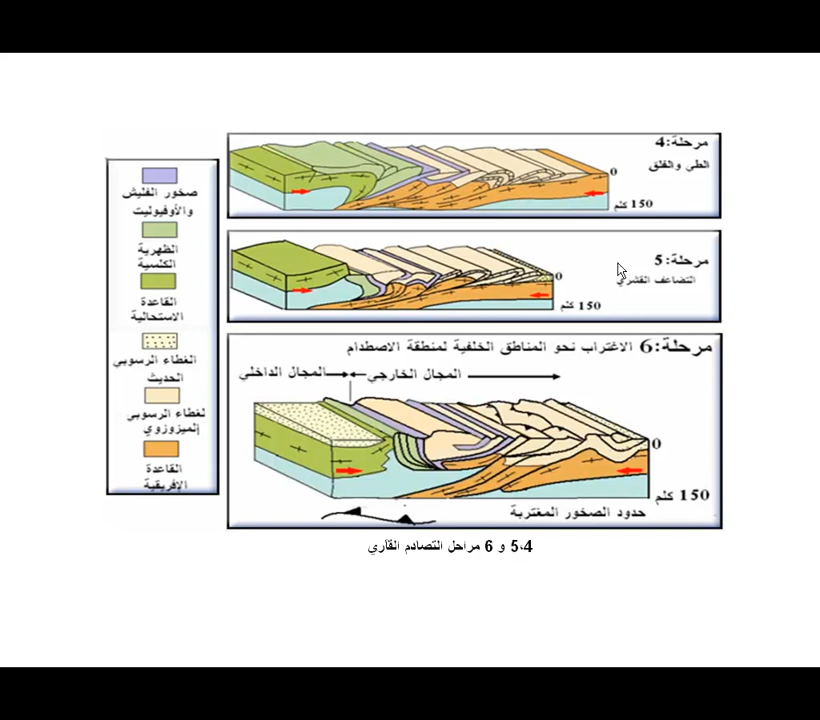 مرحلة:4
الطي والفلق
0
150 كلم
مرحلة:5
التضاعف القشري
0
150 كلم
مرحلة:6 الاغتراب نحو المناطق الخلفية لمنطقة الاصطدام
المجال الخارجي
المجال الداخلي
0
150 كلم
حدود الصخور المغتربة
صخور الفليش
والأوفيوليت
الظهرية
الكلسية
القاعدة
الاستحالية
الغطاء الرسوبي
الحديث
لغطاء الرسوبي
الميزوزوي
القاعدة
الإفريقية
5،4 و 6 مراحل التصادم القاري